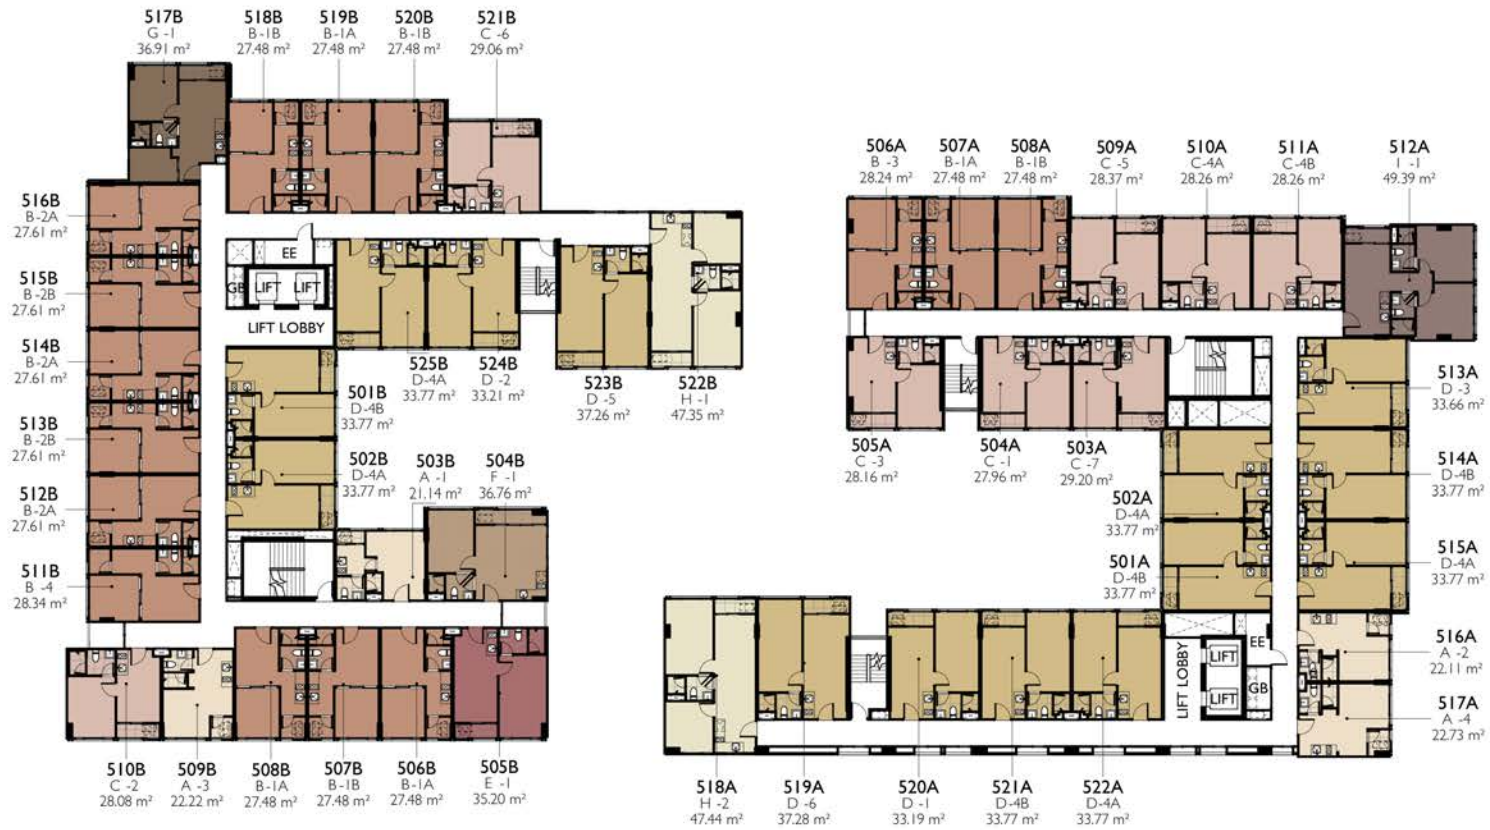 517B
G -1
36.91 m²
518B
B -1B
27.48 m²
519B
B -1A
27.48 m²
520B
B -1B
27.48 m²
521B
C -6
29.06 m²
516B
B-2A
27.61 m²
515B
B -2B
27.61 m²
514B
B-2A
27.61 m²
513B
B -2B
27.61 m²
512B
B-2A
27.61 m²
511B
B -4
28.34 m²
EE
GB
LIFT
LIFT
LIFT LOBBY
525B
D-4A
33.77 m²
524B
D -2
33.21 m²
523B
D -5
37.26 m²
522B
H -1
47.35 m²
501B
D-4B
33.77 m²
502B
D-4A
33.77 m²
503B
A -1
21.14 m²
504B
F -1
36.76 m²
510B
C -2
28.08 m²
509B
A -3
22.22 m²
508B
B-1A
27.48 m²
507B
B-1B
27.48 m²
506B
B-1A
27.48 m²
505B
E -1
35.20 m²
506A
B -3
28.24 m²
507A
B-1A
27.48 m²
508A
B-1B
27.48 m²
509A
C -5
28.37 m²
510A
C-4A
28.26 m²
511A
C-4B
28.26 m²
512A
I -1
49.39 m²
505A
C -3
28.16 m²
504A
C -1
27.96 m²
503A
C -7
29.20 m²
513A
D -3
33.66 m²
514A
D-4B
33.77 m²
502A
D-4A
33.77 m²
515A
D-4A
33.77 m²
501A
D-4B
33.77 m²
516A
A -2
22.11 m²
517A
A -4
22.73 m²
LIFT LOBBY
LIFT
LIFT
EE
GB
518A
H -2
47.44 m²
519A
D -6
37.28 m²
520A
D -1
33.19 m²
521A
D-4B
33.77 m²
522A
D-4A
33.77 m²